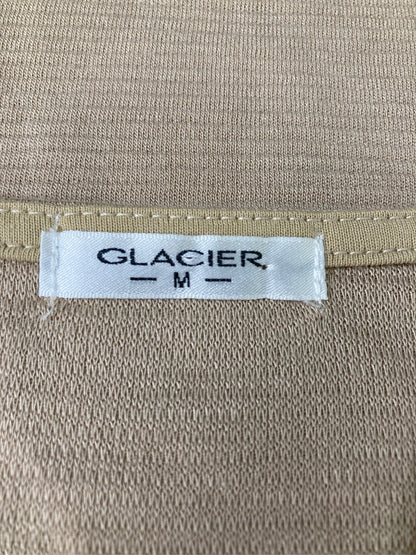 GLACIER
– M –